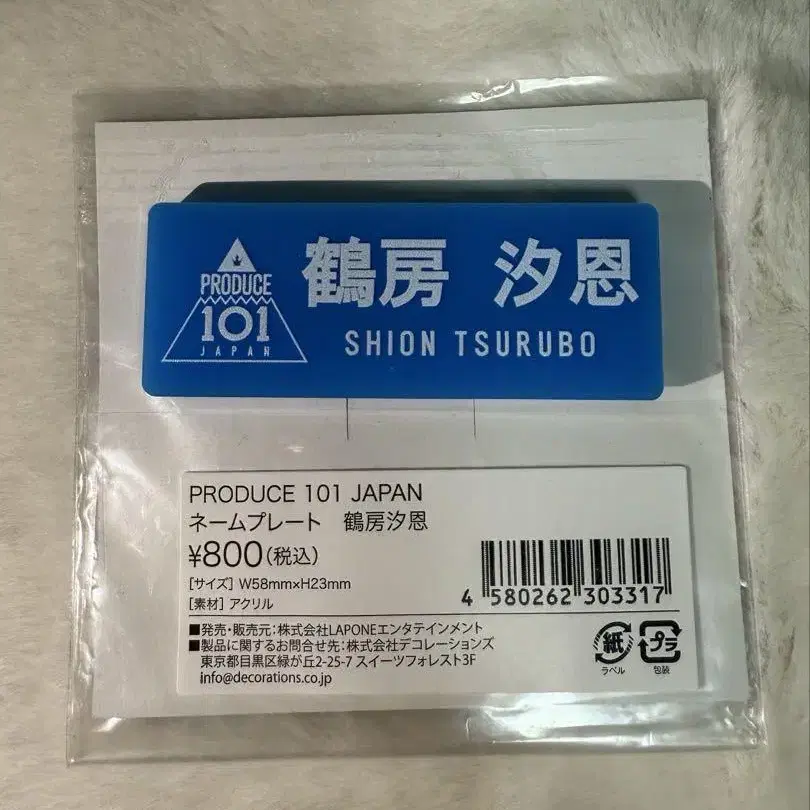 PRODUCE
101
JAPAN
鶴房 汐恩
SHION TSURUBO
PRODUCE 101 JAPAN
ネームプレート 鶴房汐恩
¥800(税込)
[サイズ] W58mm×H23mm
[素材] アクリル
4 580262 303317
■発売・販売元:株式会社LAPONEエンタテインメント
■製品に関するお問合せ先:株式会社デコレーションズ
東京都目黒区緑が丘2-25-7 スイーツフォレスト3F
info@decorations.co.jp
紙
ラベル
プラ
包装